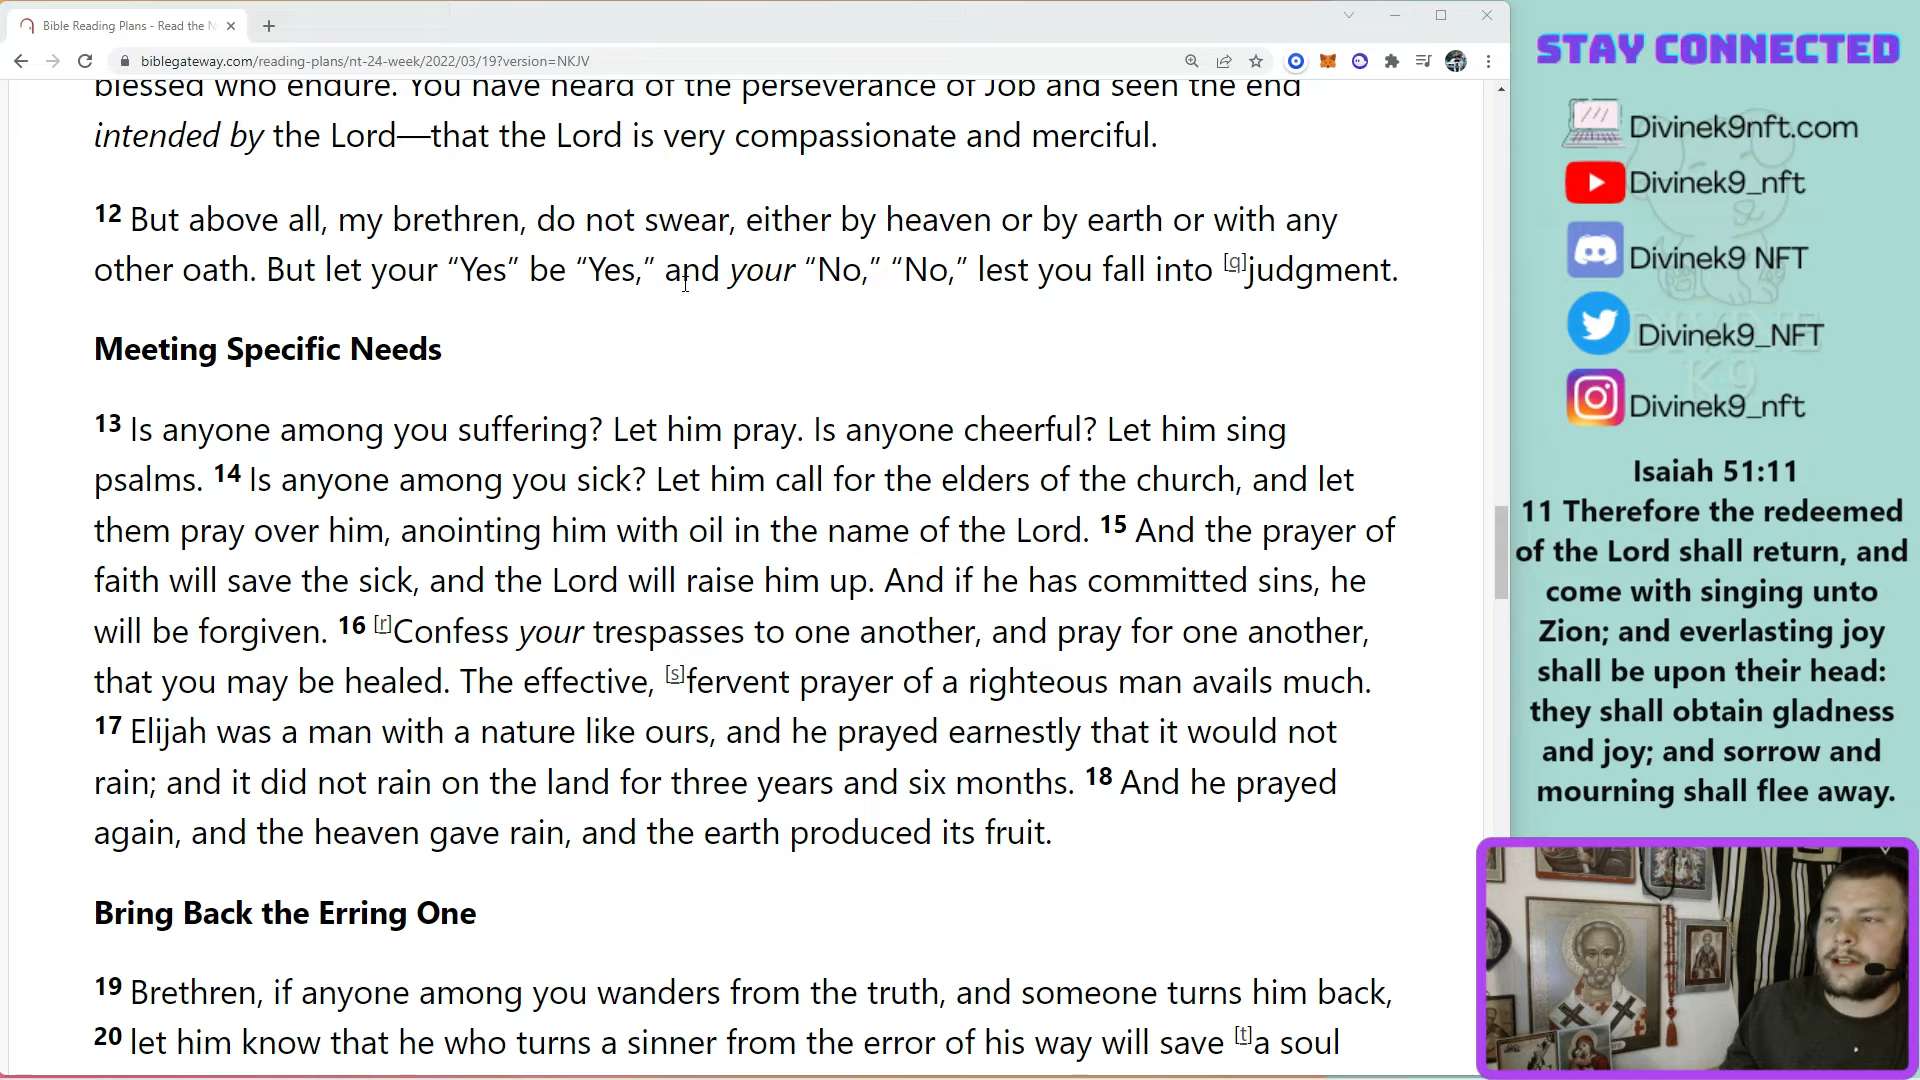 Bible Reading Plans - Read the N
biblegateway.com/reading-plans/nt-24-week/2022/03/19?version=NKJV
blessed who endure. You have heard of the perseverance of Job and seen the end
intended by the Lord—that the Lord is very compassionate and merciful.
12 But above all, my brethren, do not swear, either by heaven or by earth or with any
other oath. But let your “Yes” be “Yes,” and your “No,” “No,” lest you fall into [q]judgment.
Meeting Specific Needs
13 Is anyone among you suffering? Let him pray. Is anyone cheerful? Let him sing
psalms. 14 Is anyone among you sick? Let him call for the elders of the church, and let
them pray over him, anointing him with oil in the name of the Lord. 15 And the prayer of
faith will save the sick, and the Lord will raise him up. And if he has committed sins, he
will be forgiven. 16 [r]Confess your trespasses to one another, and pray for one another,
that you may be healed. The effective, [s]fervent prayer of a righteous man avails much.
17 Elijah was a man with a nature like ours, and he prayed earnestly that it would not
rain; and it did not rain on the land for three years and six months. 18 And he prayed
again, and the heaven gave rain, and the earth produced its fruit.
Bring Back the Erring One
19 Brethren, if anyone among you wanders from the truth, and someone turns him back,
20 let him know that he who turns a sinner from the error of his way will save [t]a soul
STAY CONNECTED
Divinek9nft.com
Divinek9_nft
Divinek9 NFT
Divinek9_NFT
Divinek9_nft
DIVINE
K9
Isaiah 51:11
11 Therefore the redeemed
of the Lord shall return, and
come with singing unto
Zion; and everlasting joy
shall be upon their head:
they shall obtain gladness
and joy; and sorrow and
mourning shall flee away.